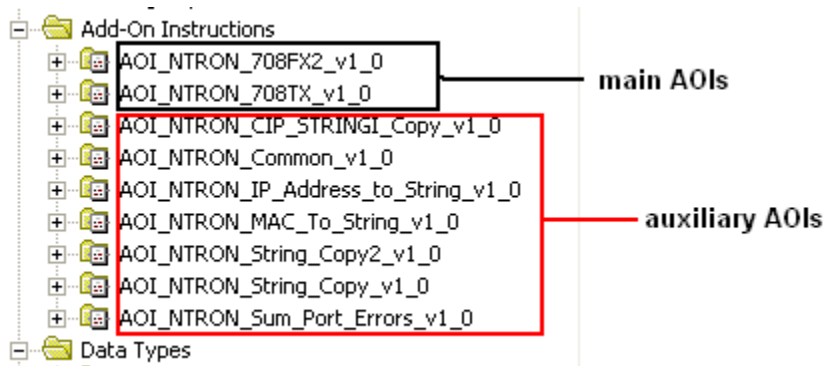 Add-On Instructions
AOI_NTRON_708FX2_v1_0
AOI_NTRON_708TX_v1_0
main AOIs
AOI_NTRON_CIP_STRINGI_Copy_v1_0
AOI_NTRON_Common_v1_0
AOI_NTRON_IP_Address_to_String_v1_0
AOI_NTRON_MAC_To_String_v1_0
auxiliary AOIs
AOI_NTRON_String_Copy2_v1_0
AOI_NTRON_String_Copy_v1_0
AOI_NTRON_Sum_Port_Errors_v1_0
Data Types